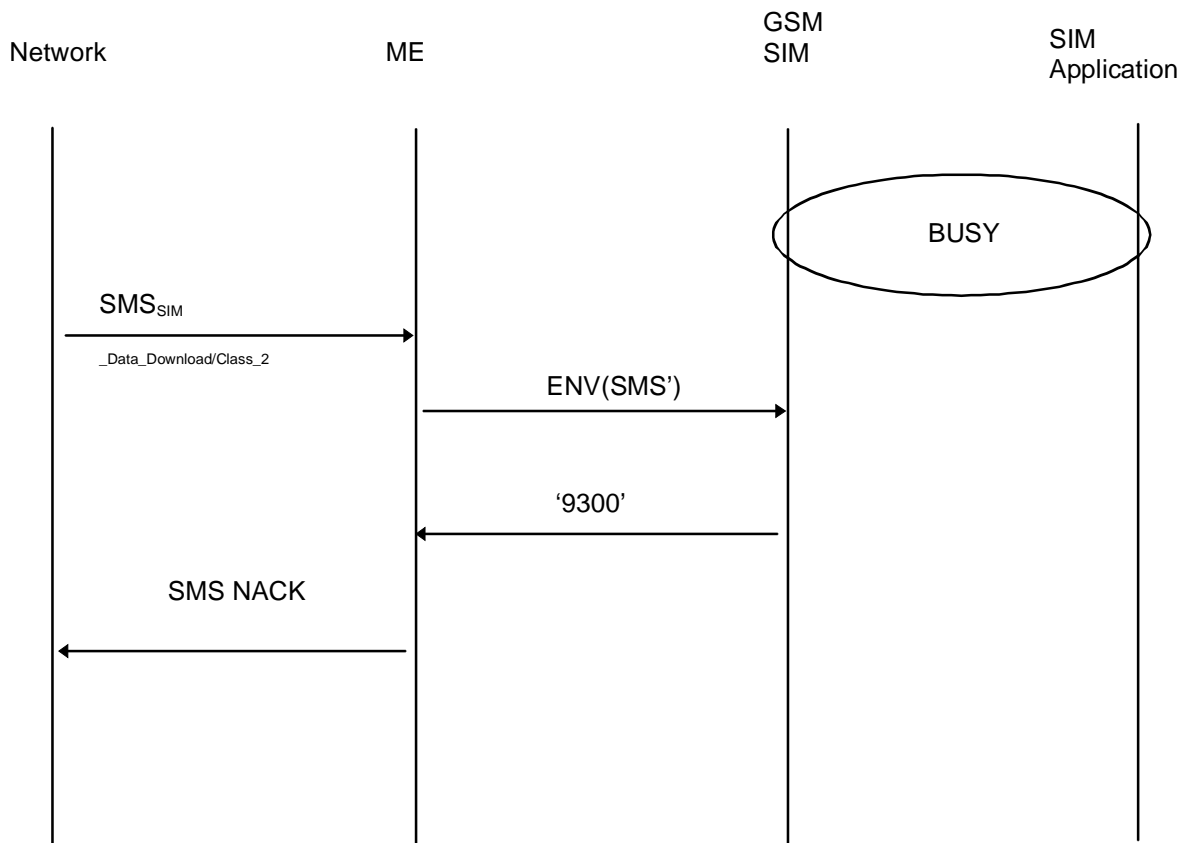 Network
ME
GSM
SIM
SIM
Application
BUSY
SMSSIM
_Data_Download/Class_2
ENV(SMS’)
‘9300’
SMS NACK